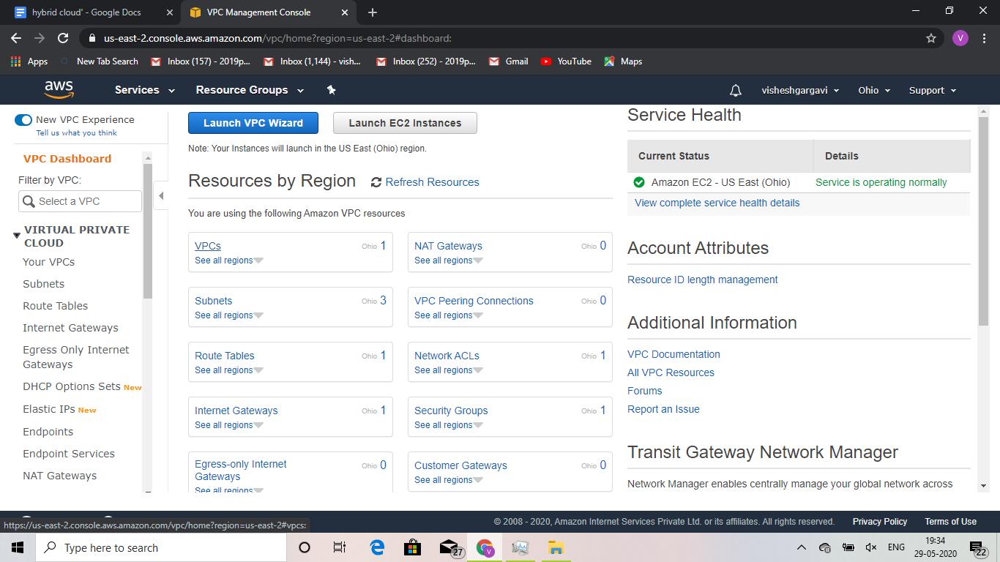 hybrid cloud' - Google Docs
VPC Management Console
us-east-2.console.aws.amazon.com/vpc/home?region=us-east-2#dashboard:
V
Apps
New Tab Search
Inbox (157) - 2019p...
Inbox (1,144) - vish...
Inbox (252) - 2019p...
Gmail
YouTube
Maps
aws
Services
Resource Groups
visheshgargavi
Ohio
Support
New VPC Experience
Tell us what you think
VPC Dashboard
Filter by VPC:
Select a VPC
VIRTUAL PRIVATE
CLOUD
Your VPCs
Subnets
Route Tables
Internet Gateways
Egress Only Internet
Gateways
DHCP Options Sets New
Elastic IPs New
Endpoints
Endpoint Services
NAT Gateways
Launch VPC Wizard
Launch EC2 Instances
Note: Your Instances will launch in the US East (Ohio) region.
Resources by Region
Refresh Resources
You are using the following Amazon VPC resources
VPCs Ohio 1
See all regions
NAT Gateways Ohio 0
See all regions
Subnets Ohio 3
See all regions
VPC Peering Connections Ohio 0
See all regions
Route Tables Ohio 1
See all regions
Network ACLs Ohio 1
See all regions
Internet Gateways Ohio 1
See all regions
Security Groups Ohio 1
See all regions
Egress-only Internet Ohio 0
Gateways
See all regions
Customer Gateways Ohio 0
See all regions
Service Health
Current Status Details
Amazon EC2 - US East (Ohio) Service is operating normally
View complete service health details
Account Attributes
Resource ID length management
Additional Information
VPC Documentation
All VPC Resources
Forums
Report an Issue
Transit Gateway Network Manager
Network Manager enables centrally manage your global network across
https://us-east-2.console.aws.amazon.com/vpc/home?region=us-east-2#vpcs:
© 2008 - 2020, Amazon Internet Services Private Ltd. or its affiliates. All rights reserved.
Privacy Policy
Terms of Use
Type here to search
27
V
ENG
19:34
29-05-2020
22